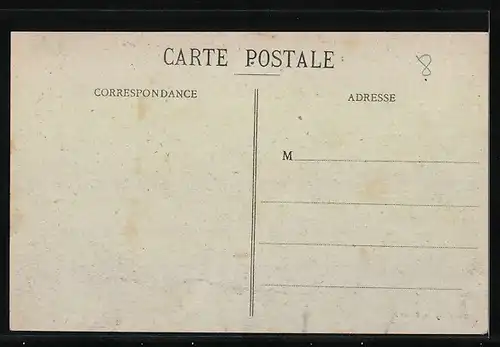 CARTE POSTALE
8
CORRESPONDANCE
ADRESSE
M